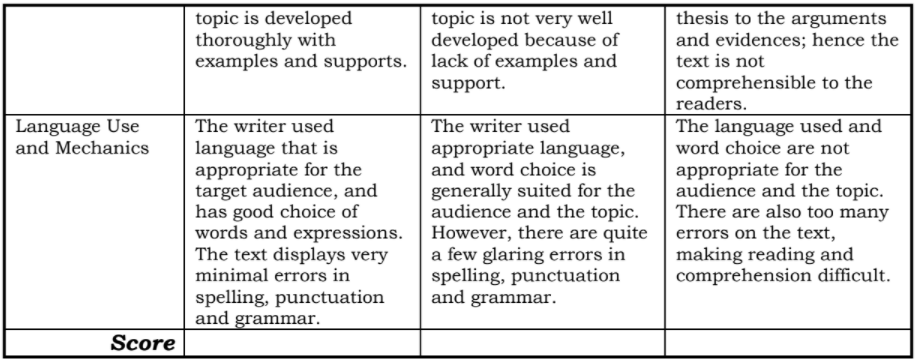 topic is developed
thoroughly with
examples and supports.
topic is not very well
developed because of
lack of examples and
support.
thesis to the arguments
and evidences; hence the
text is not
comprehensible to the
readers.
Language Use
and Mechanics
The writer used
language that is
appropriate for the
target audience, and
has good choice of
words and expressions.
The text displays very
minimal errors in
spelling, punctuation
and grammar.
The writer used
appropriate language,
and word choice is
generally suited for the
audience and the topic.
However, there are quite
a few glaring errors in
spelling, punctuation
and grammar.
The language used and
word choice are not
appropriate for the
audience and the topic.
There are also too many
errors on the text,
making reading and
comprehension difficult.
Score